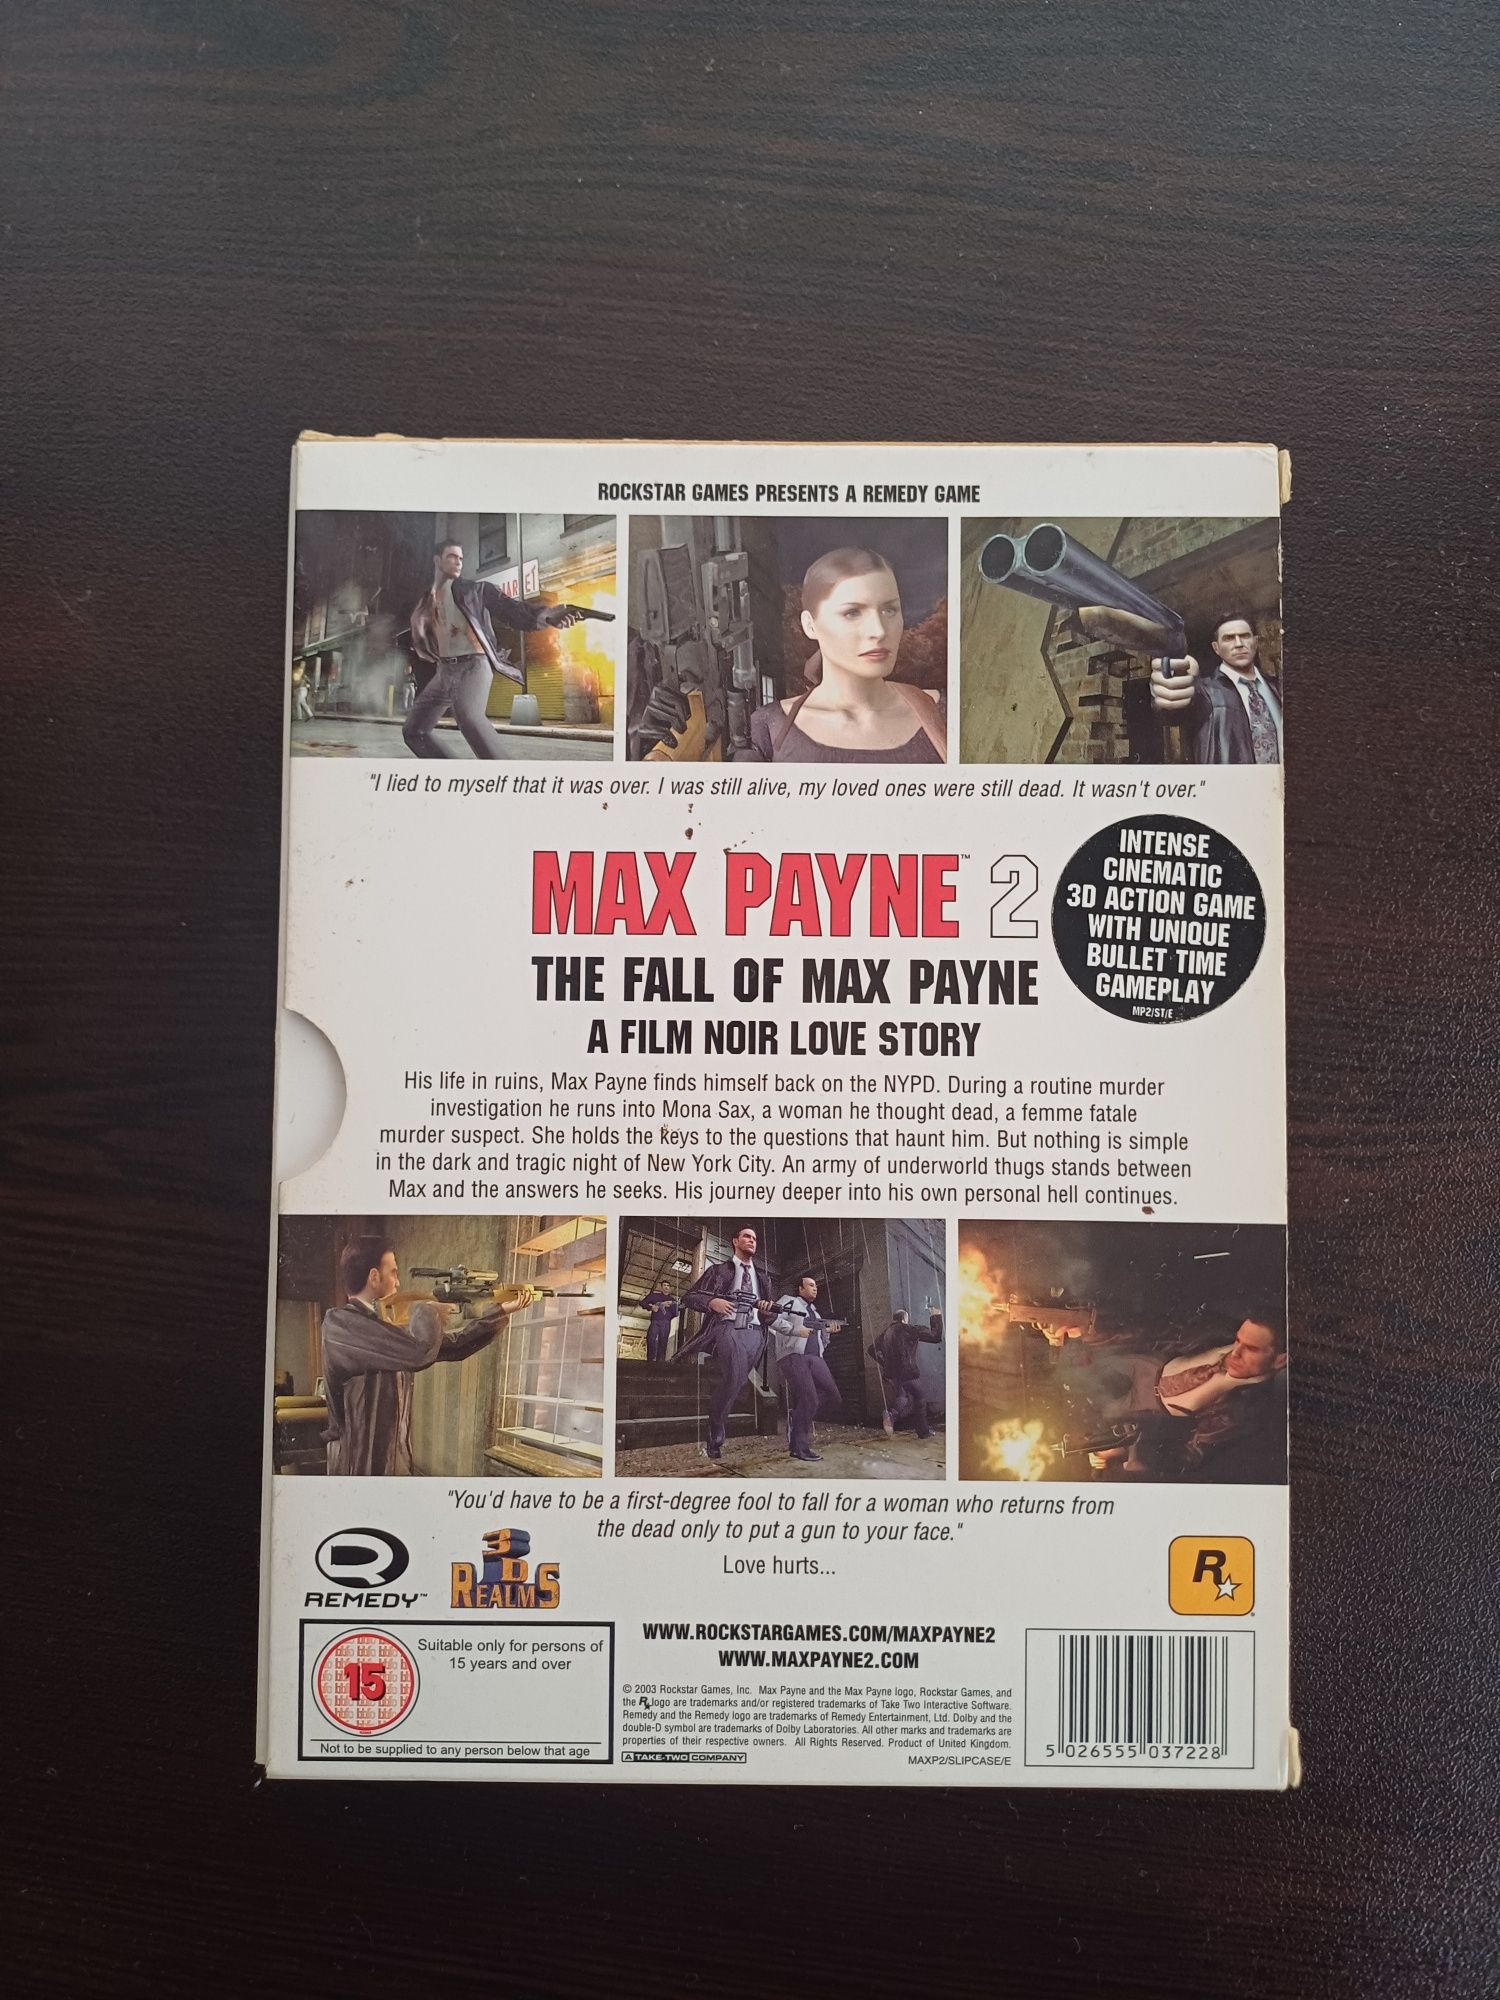 ROCKSTAR GAMES PRESENTS A REMEDY GAME
MARKET
"I lied to myself that it was over. I was still alive, my loved ones were still dead. It wasn't over."
MAX PAYNE™ 2
THE FALL OF MAX PAYNE
A FILM NOIR LOVE STORY
INTENSE
CINEMATIC
3D ACTION GAME
WITH UNIQUE
BULLET TIME
GAMEPLAY
MP2/ST/E
His life in ruins, Max Payne finds himself back on the NYPD. During a routine murder
investigation he runs into Mona Sax, a woman he thought dead, a femme fatale
murder suspect. She holds the keys to the questions that haunt him. But nothing is simple
in the dark and tragic night of New York City. An army of underworld thugs stands between
Max and the answers he seeks. His journey deeper into his own personal hell continues.
"You'd have to be a first-degree fool to fall for a woman who returns from
the dead only to put a gun to your face."
Love hurts...
REMEDY™
3D
REALMS
R
WWW.ROCKSTARGAMES.COM/MAXPAYNE2
WWW.MAXPAYNE2.COM
15
Suitable only for persons of
15 years and over
Not to be supplied to any person below that age
© 2003 Rockstar Games, Inc. Max Payne and the Max Payne logo, Rockstar Games, and
the R logo are trademarks and/or registered trademarks of Take Two Interactive Software.
Remedy and the Remedy logo are trademarks of Remedy Entertainment, Ltd. Dolby and the
double-D symbol are trademarks of Dolby Laboratories. All other marks and trademarks are
properties of their respective owners. All Rights Reserved. Product of United Kingdom.
A TAKE-TWO COMPANY
MAXP2/SLIPCASE/E
5 026555 037228